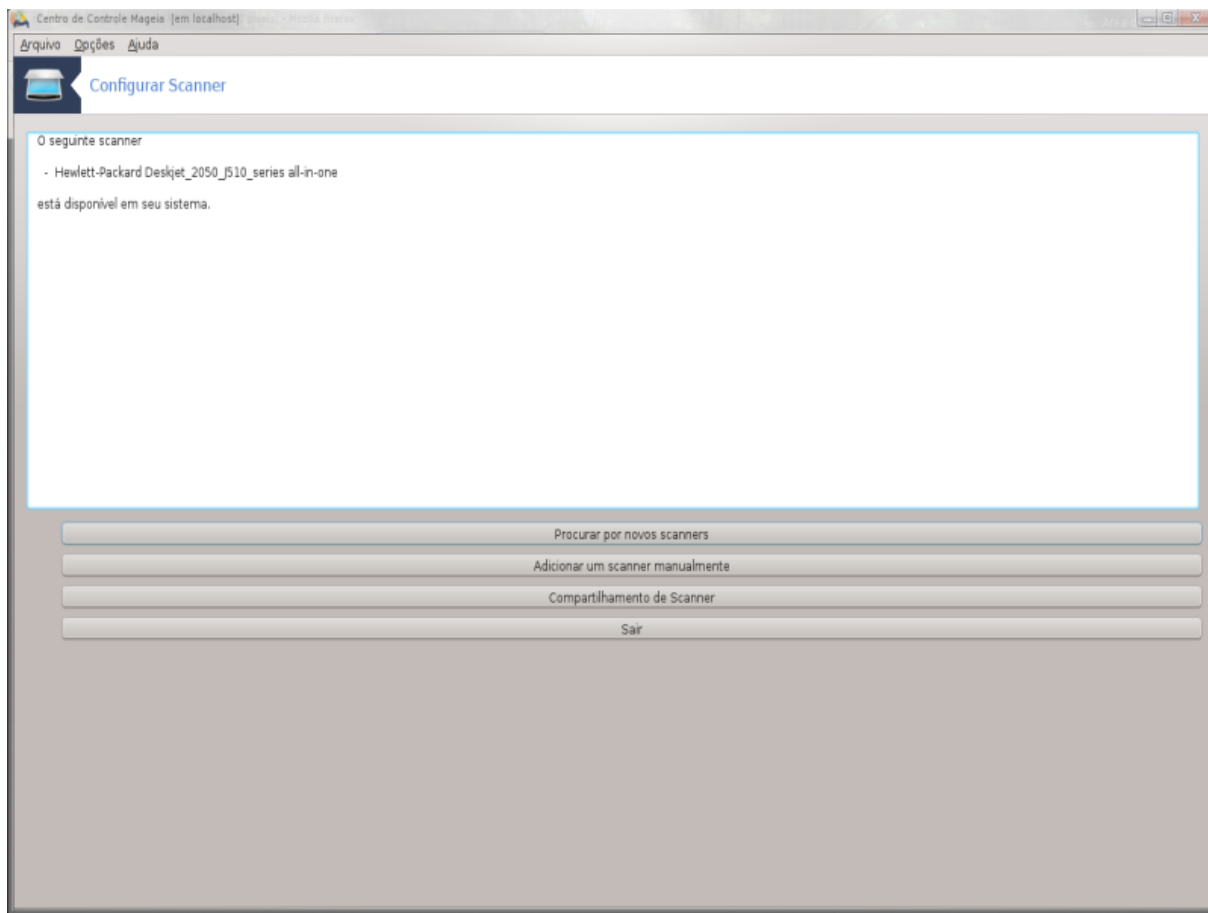 Centro de Controle Mageia [em localhost]
Arquivo Opções Ajuda
Configurar Scanner
O seguinte scanner
- Hewlett-Packard Deskjet_2050_J510_series all-in-one
está disponível em seu sistema.
Procurar por novos scanners
Adicionar um scanner manualmente
Compartilhamento de Scanner
Sair